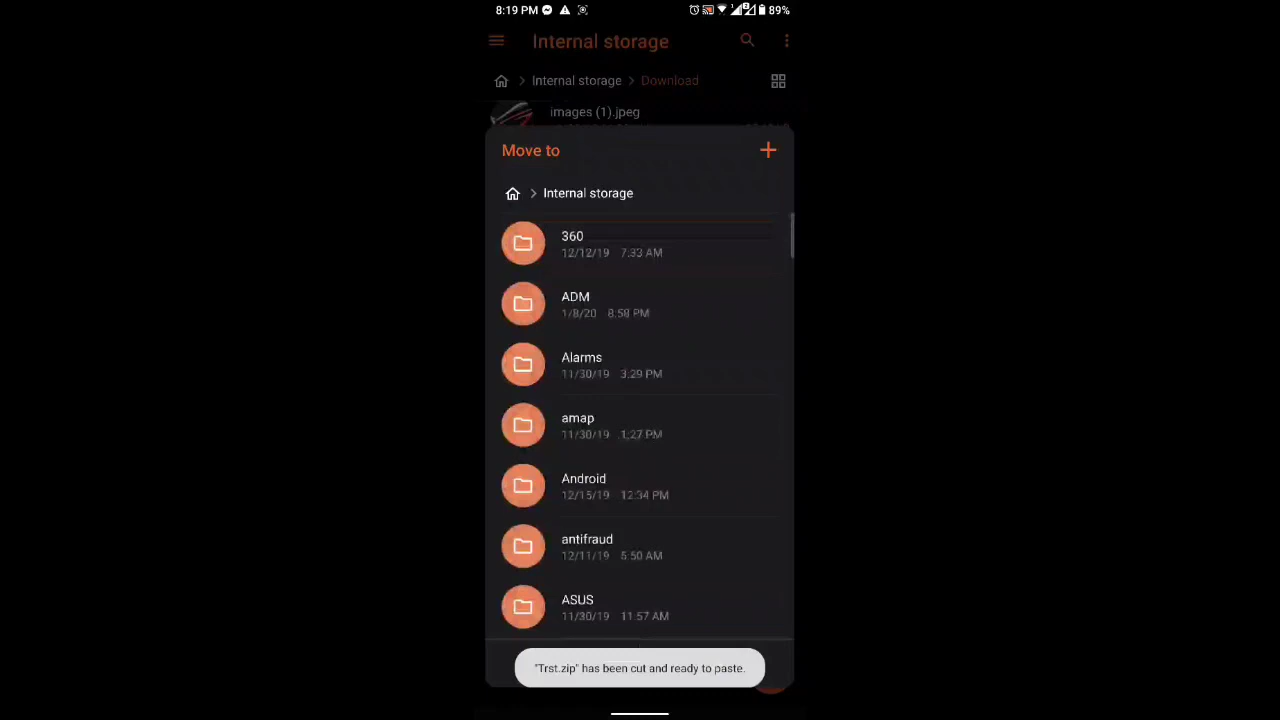 8:19 PM 89%
Internal storage
Internal storage > Download
images (1).jpeg
Move to +
> Internal storage
360
12/12/19 7:33 AM
ADM
1/8/20 8:58 PM
Alarms
11/30/19 3:29 PM
amap
11/30/19 1:27 PM
Android
12/15/19 12:34 PM
antifraud
12/11/19 5:50 AM
ASUS
11/30/19 11:57 AM
"Trst.zip" has been cut and ready to paste.